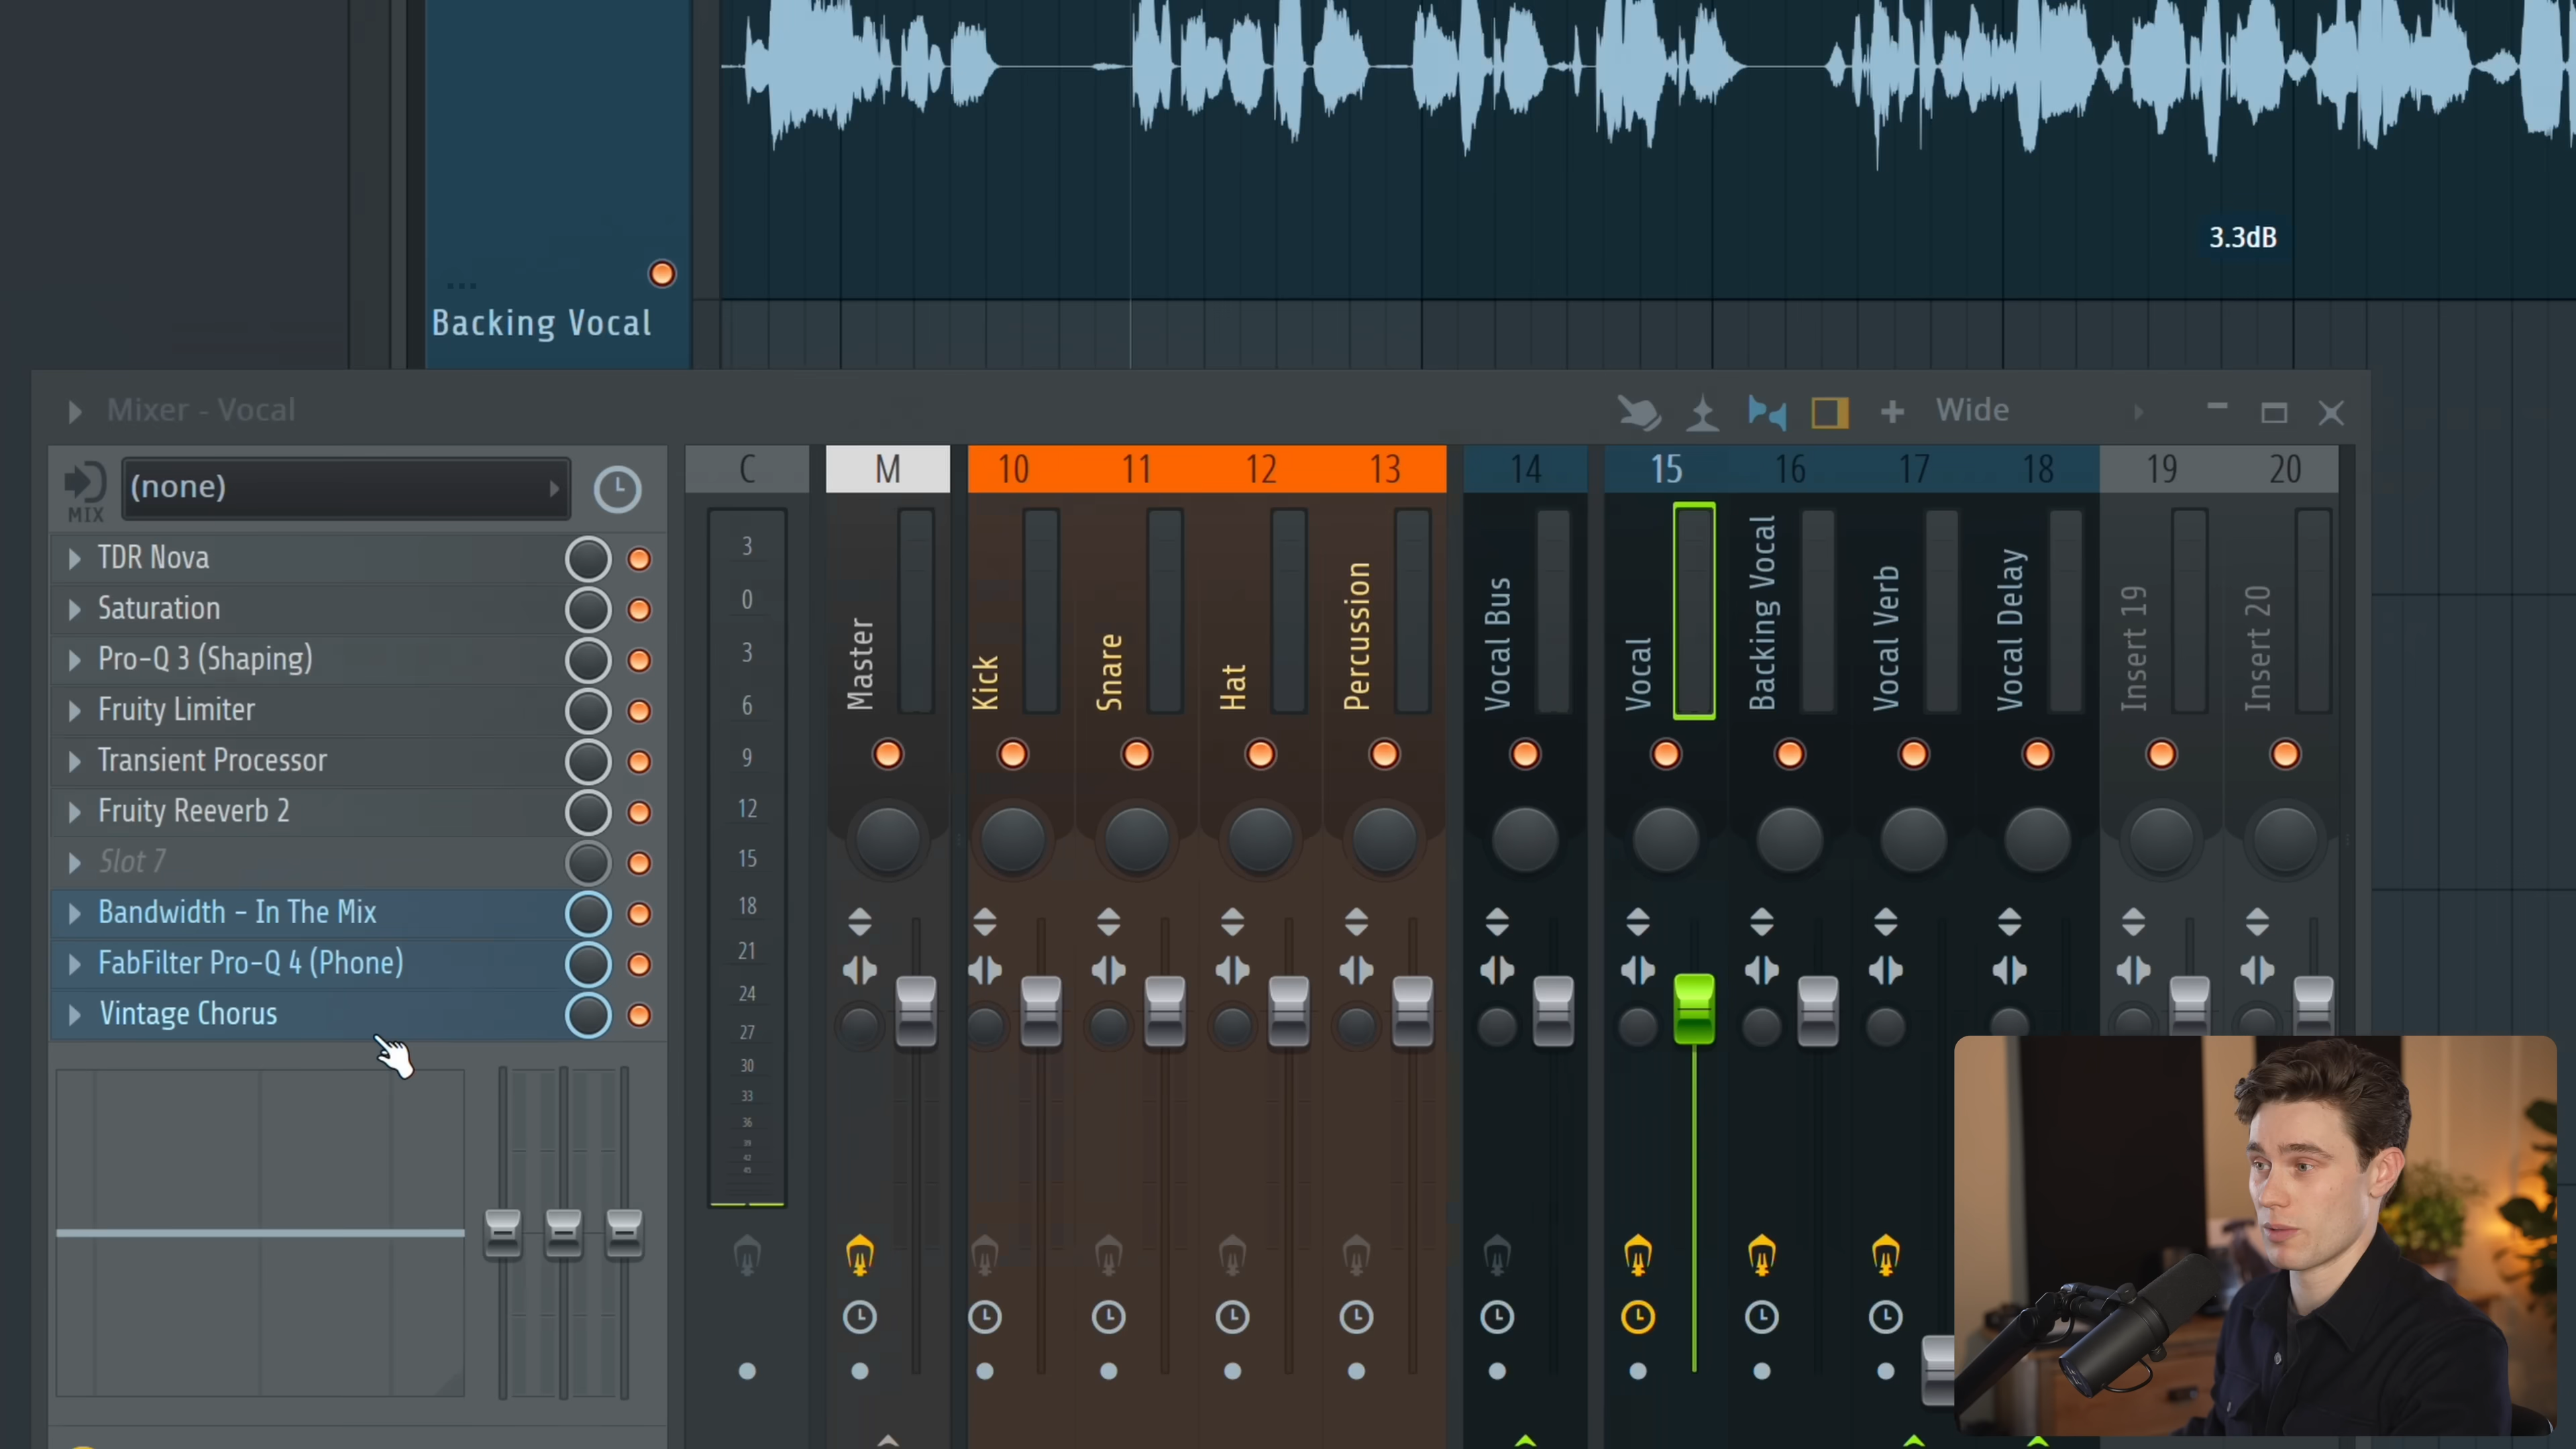 3.3dB
...
Backing Vocal
Mixer - Vocal
Wide
MIX
(none)
TDR Nova
Saturation
Pro-Q 3 (Shaping)
Fruity Limiter
Transient Processor
Fruity Reeverb 2
Slot 7
Bandwidth - In The Mix
FabFilter Pro-Q 4 (Phone)
Vintage Chorus
C
M
10
11
12
13
14
15
16
17
18
19
20
3
0
3
6
9
12
15
18
21
24
27
30
33
36
39
42
45
Master
Kick
Snare
Hat
Percussion
Vocal Bus
Vocal
Backing Vocal
Vocal Verb
Vocal Delay
Insert 19
Insert 20